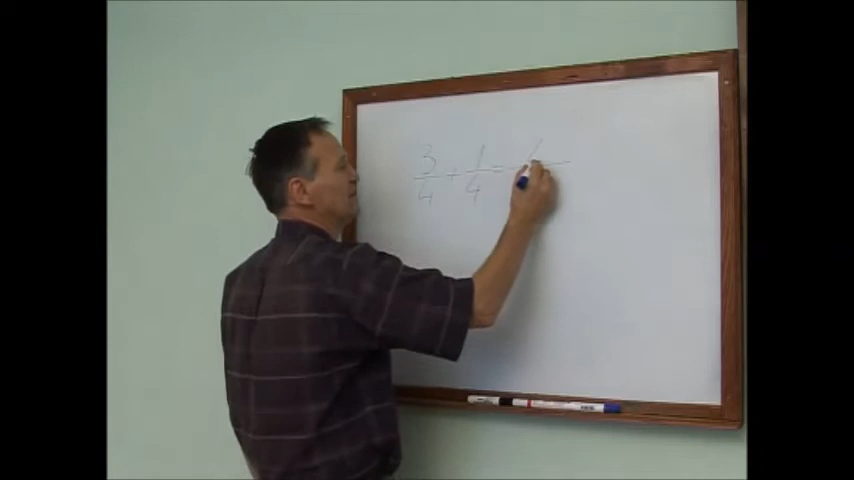 3/4 + 1/4 =